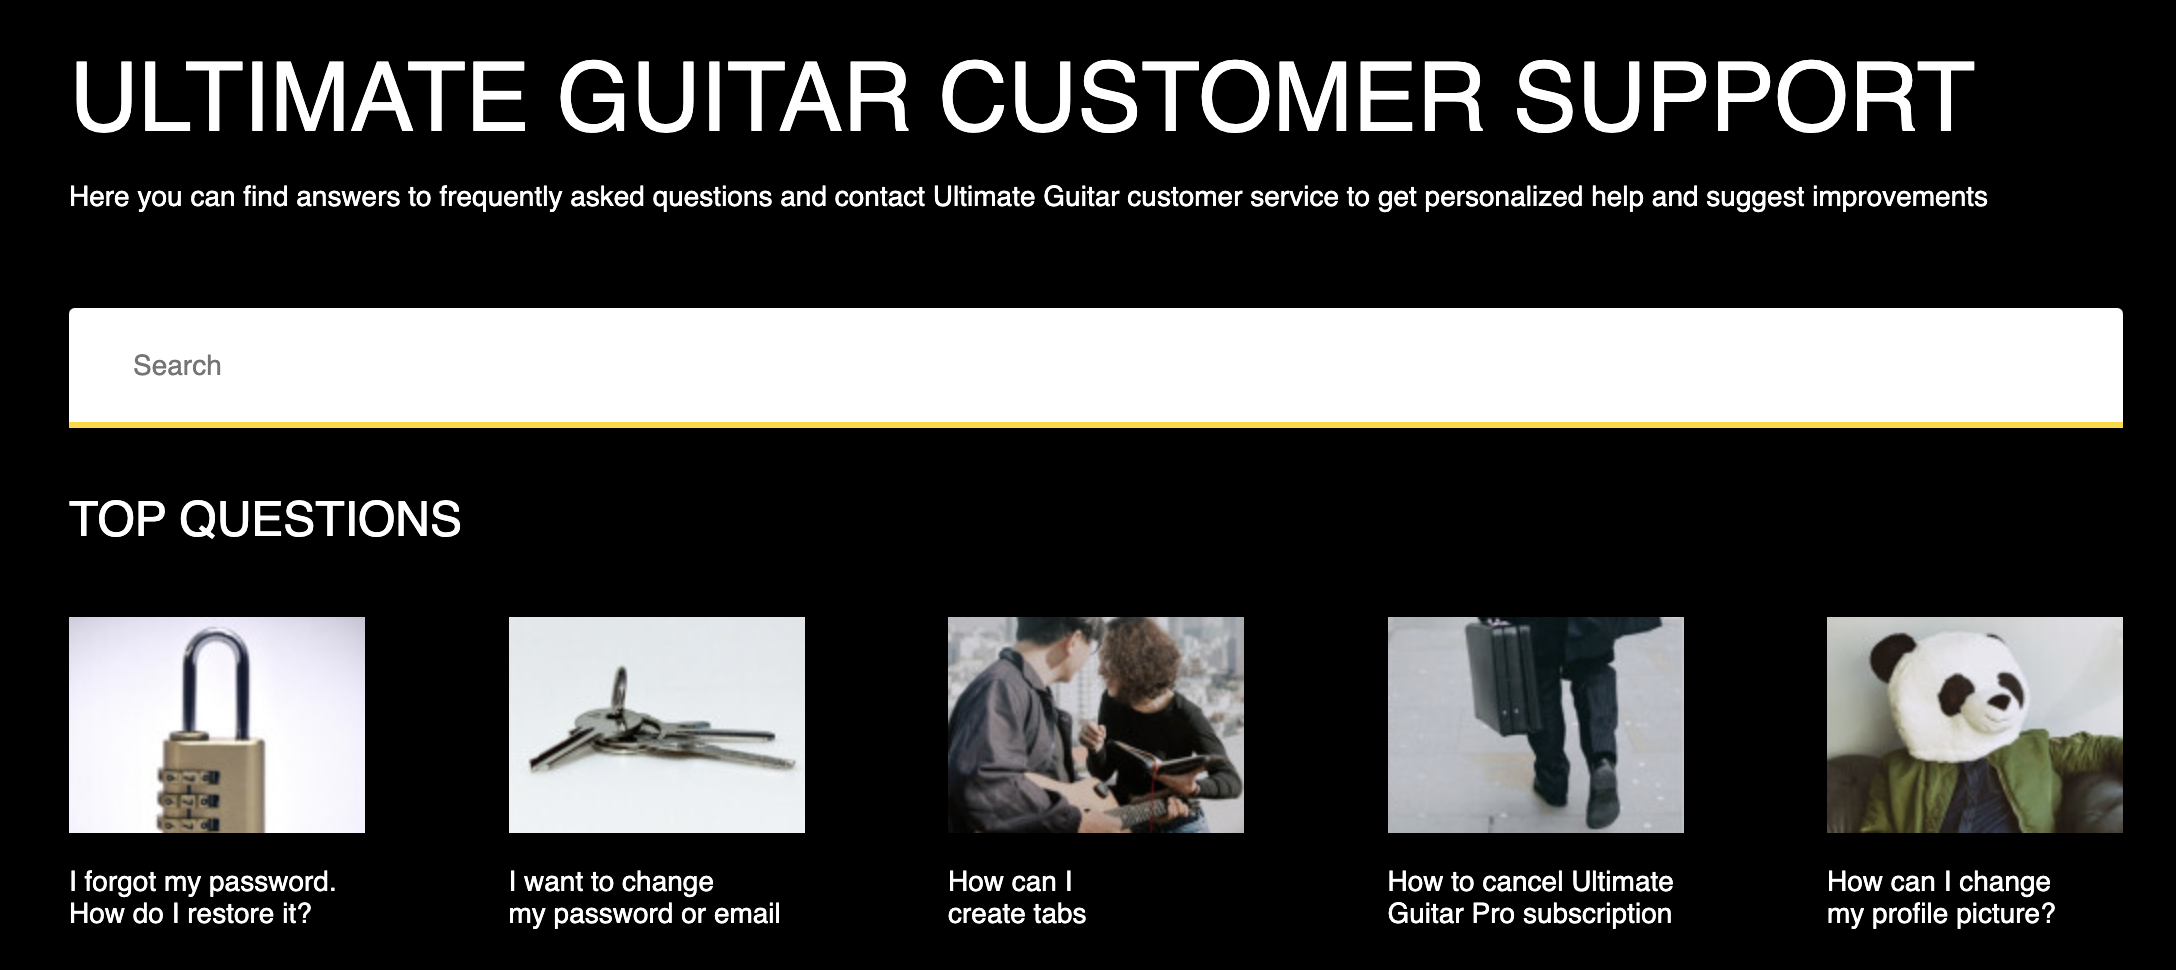 ULTIMATE GUITAR CUSTOMER SUPPORT
Here you can find answers to frequently asked questions and contact Ultimate Guitar customer service to get personalized help and suggest improvements
Search
TOP QUESTIONS
I forgot my password.
How do I restore it?
I want to change
my password or email
How can I
create tabs
How to cancel Ultimate
Guitar Pro subscription
How can I change
my profile picture?